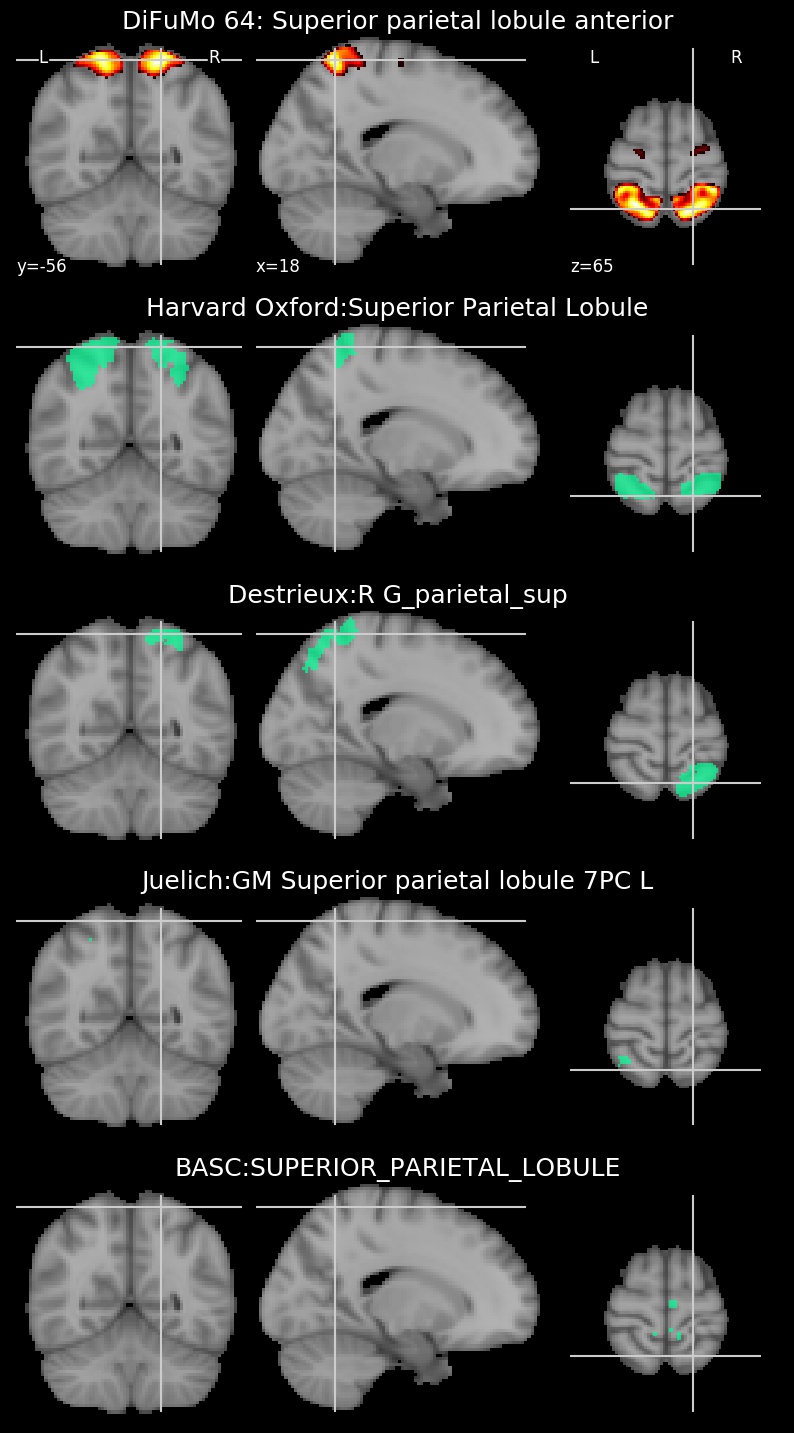 DiFuMo 64: Superior parietal lobule anterior
L R L R
y=-56 x=18 z=65
Harvard Oxford:Superior Parietal Lobule
Destrieux:R G_parietal_sup
Juelich:GM Superior parietal lobule 7PC L
BASC:SUPERIOR_PARIETAL_LOBULE